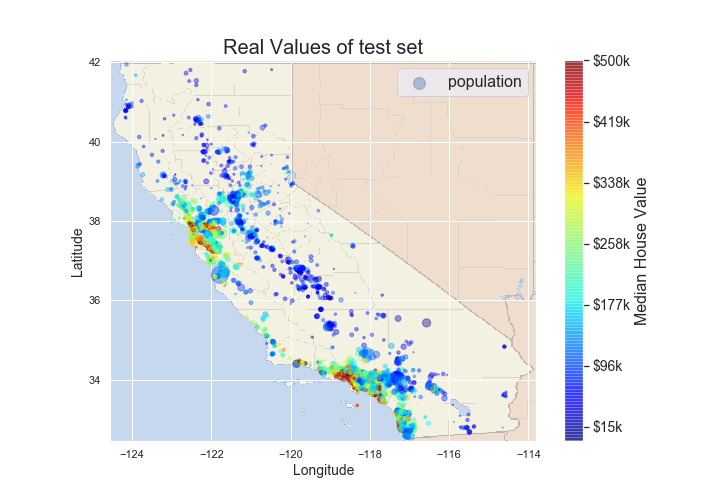 Real Values of test set
population
Latitude
42
40
38
36
34
−124
−122
−120
−118
−116
−114
Longitude
$500k
$419k
$338k
$258k
$177k
$96k
$15k
Median House Value